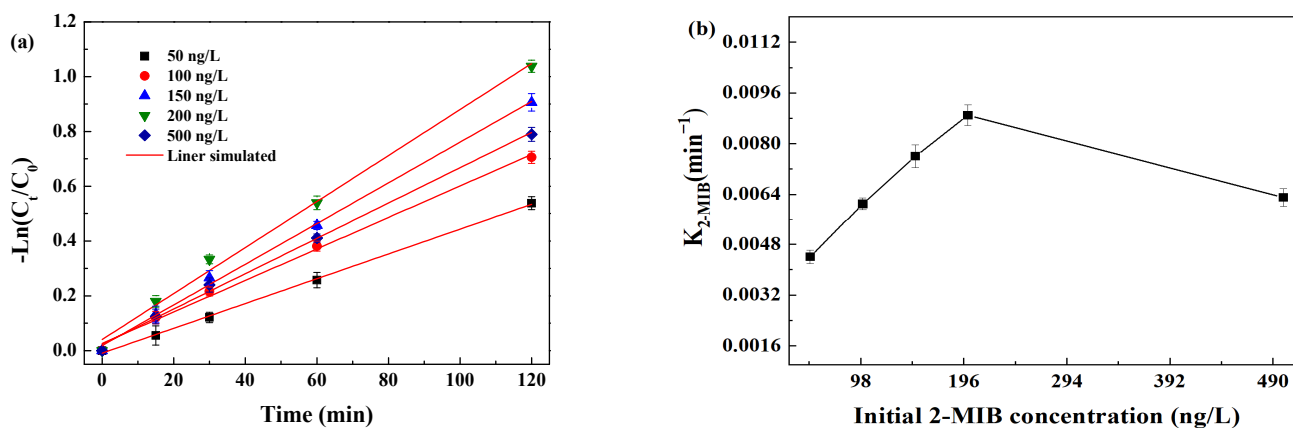 (a)
1.2
1.0
0.8
0.6
0.4
0.2
0.0
-Ln(Ct/C0)
50 ng/L
100 ng/L
150 ng/L
200 ng/L
500 ng/L
Liner simulated
0 20 40 60 80 100 120
Time (min)
(b)
0.0112
0.0096
0.0080
0.0064
0.0048
0.0032
0.0016
K2-MIB(min−1)
98 196 294 392 490
Initial 2-MIB concentration (ng/L)